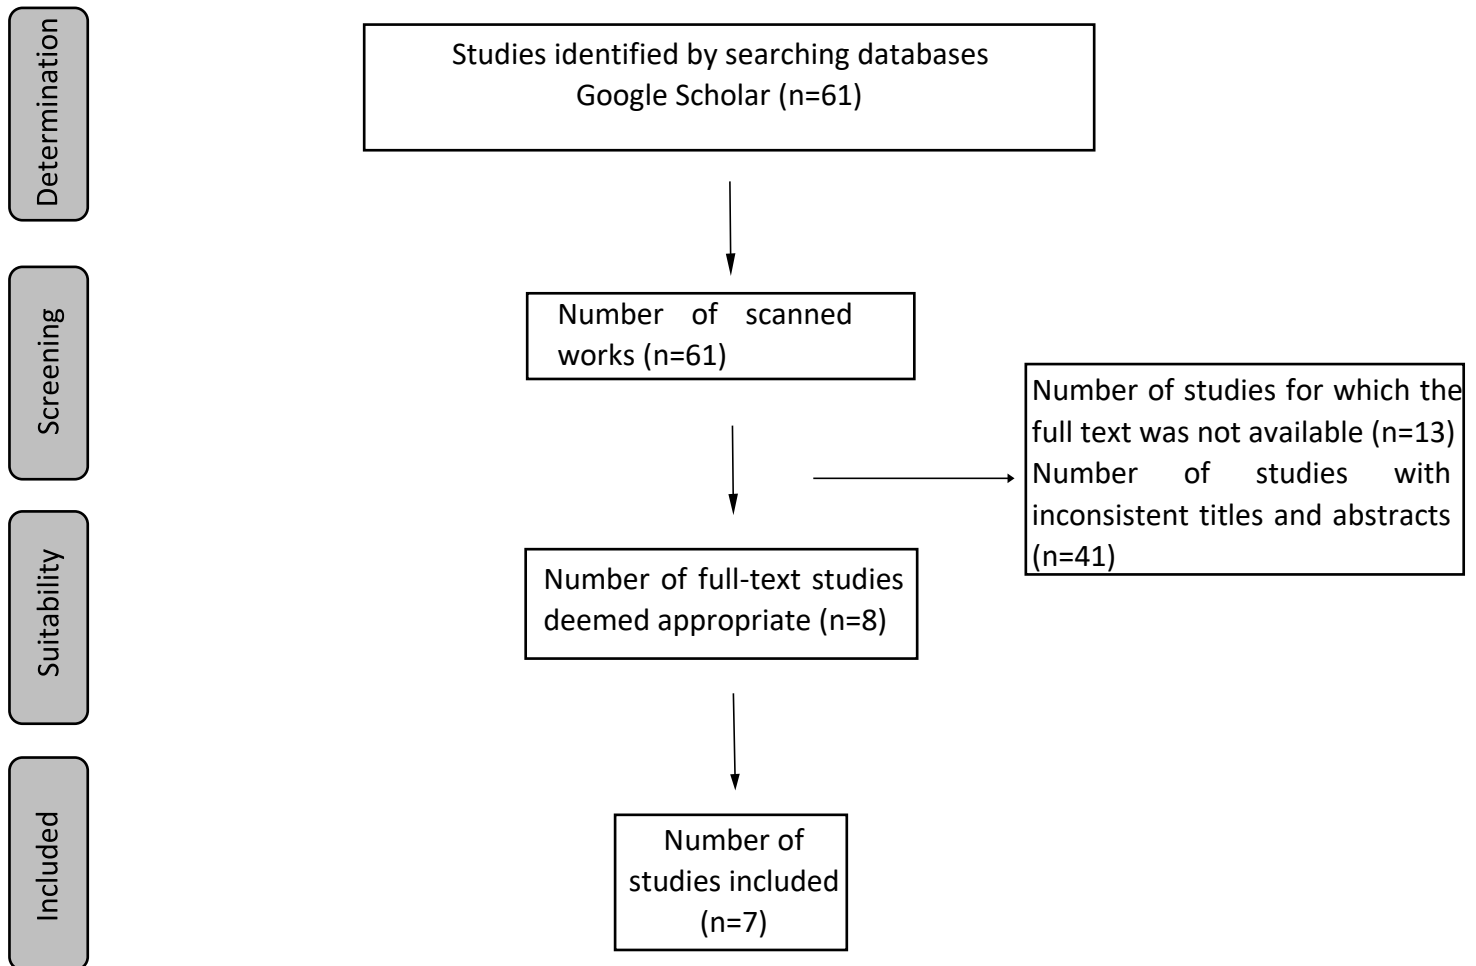 Determination
Studies identified by searching databases
Google Scholar (n=61)
Screening
Number of scanned
works (n=61)
Number of studies for which the
full text was not available (n=13)
Number of studies with
inconsistent titles and abstracts
(n=41)
Suitability
Number of full-text studies
deemed appropriate (n=8)
Included
Number of
studies included
(n=7)